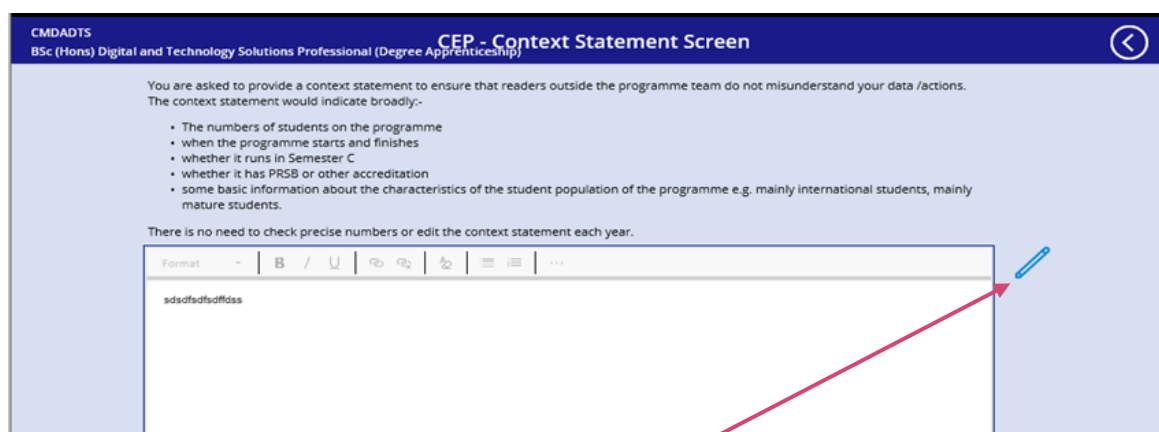 CMDADTS
BSc (Hons) Digital and Technology Solutions Professional (Degree Apprenticeship)
CEP - Context Statement Screen
You are asked to provide a context statement to ensure that readers outside the programme team do not misunderstand your data /actions.
The context statement would indicate broadly:-
• The numbers of students on the programme
• when the programme starts and finishes
• whether it runs in Semester C
• whether it has PRSB or other accreditation
• some basic information about the characteristics of the student population of the programme e.g. mainly international students, mainly
mature students.
There is no need to check precise numbers or edit the context statement each year.
Format B I U ...
sdsdfsdfsdffdss